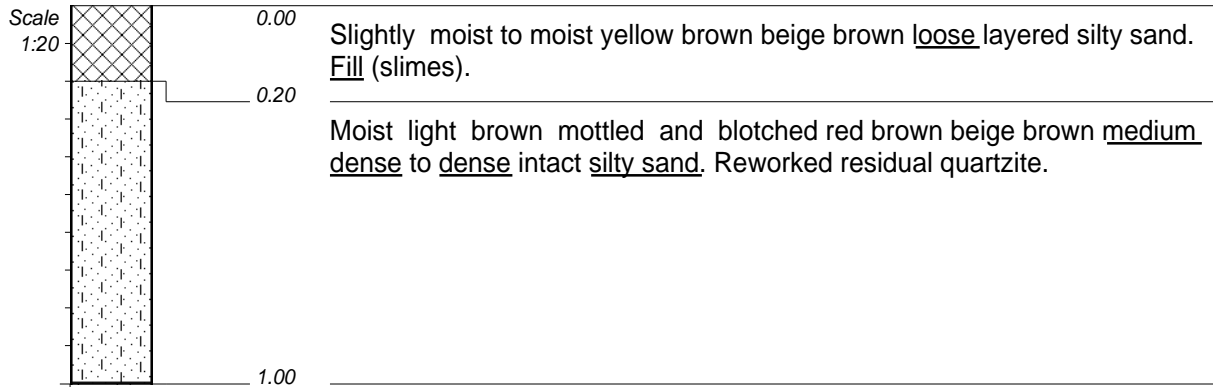 Scale
1:20
0.00
Slightly moist to moist yellow brown beige brown loose layered silty sand.
Fill (slimes).
0.20
Moist light brown mottled and blotched red brown beige brown medium
dense to dense intact silty sand. Reworked residual quartzite.
1.00